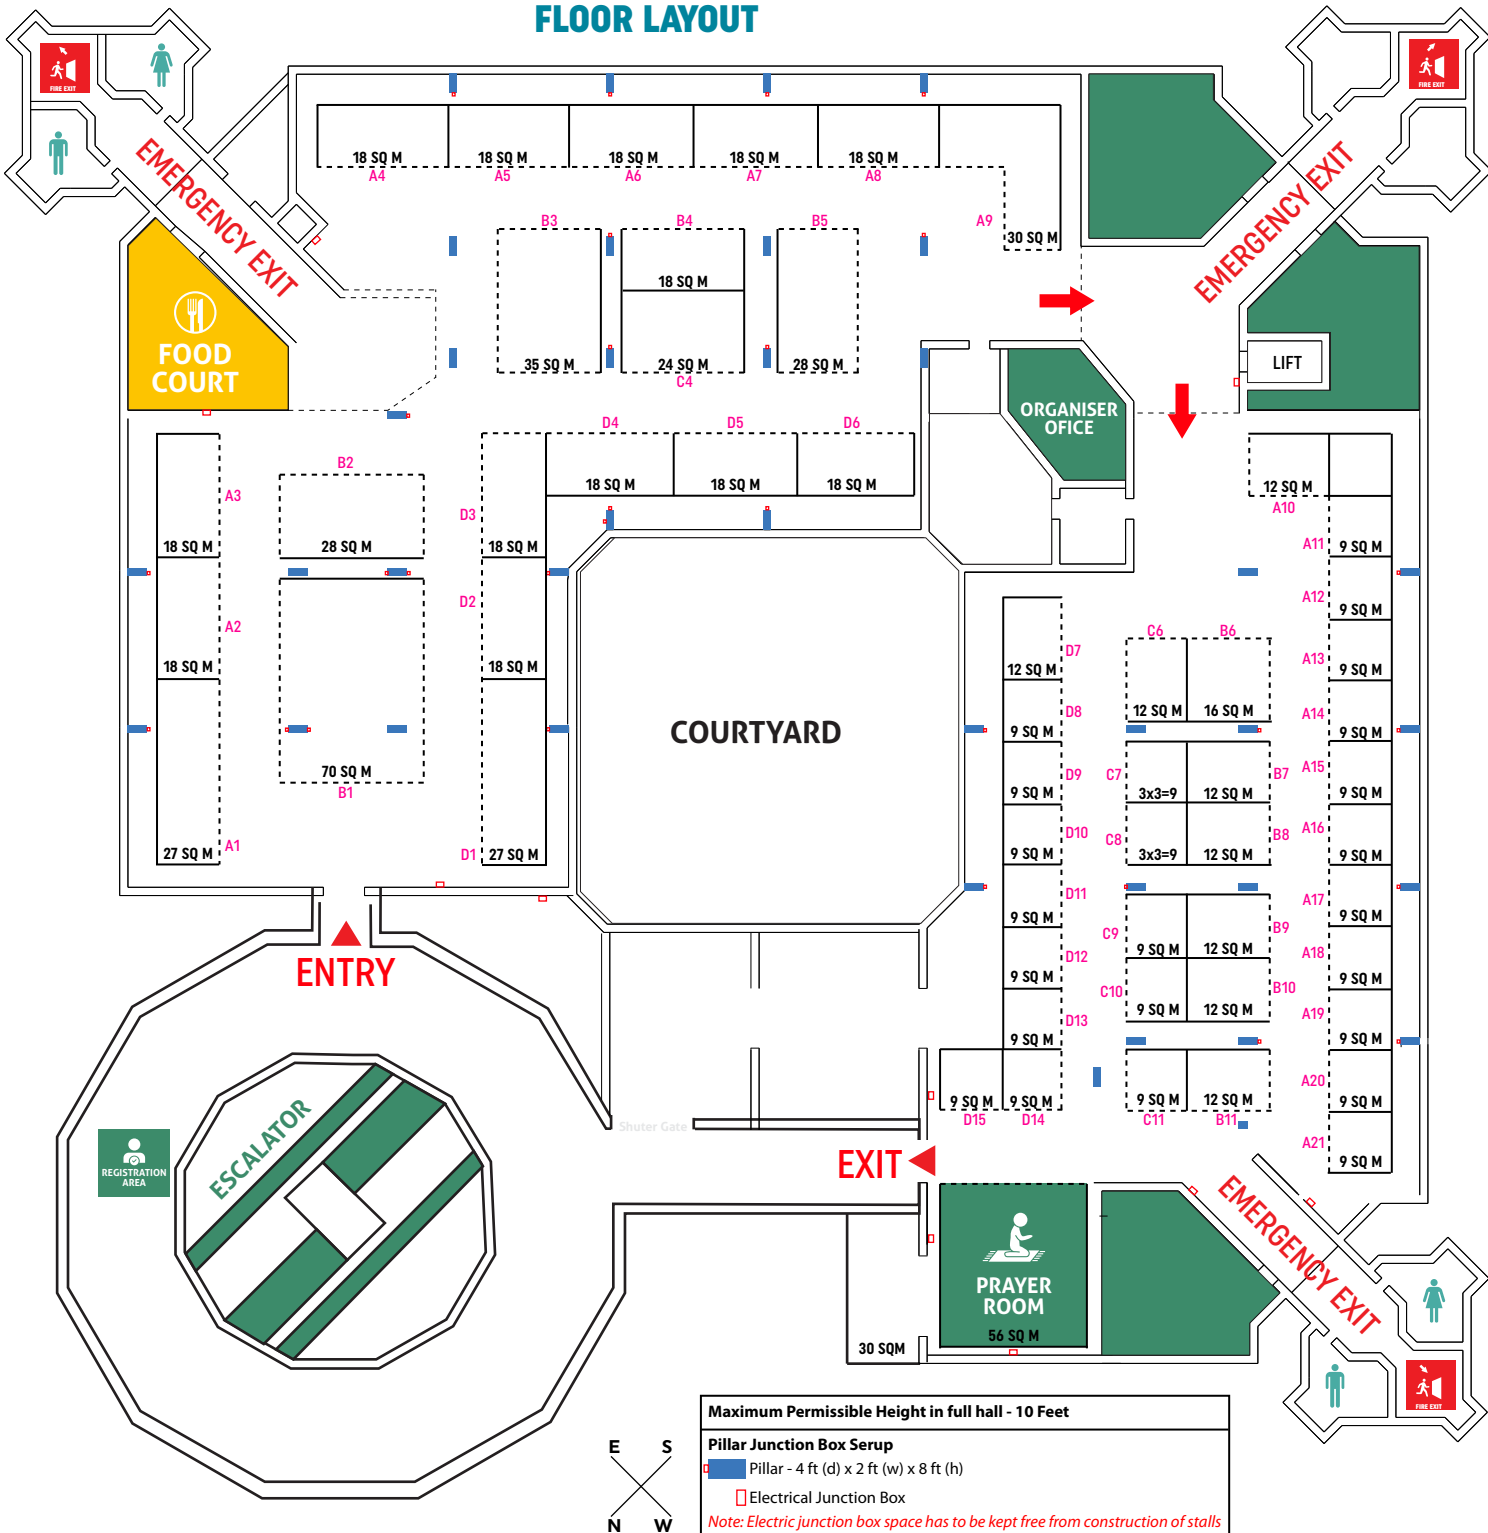 FLOOR LAYOUT
FIRE EXIT
FIRE EXIT
EMERGENCY EXIT
EMERGENCY EXIT
18 SQ M
18 SQ M
18 SQ M
18 SQ M
18 SQ M
A4
A5
A6
A7
A8
A9
30 SQ M
B3
B4
B5
18 SQ M
35 SQ M
24 SQ M
28 SQ M
C4
FOOD
COURT
LIFT
ORGANISER
OFICE
D4
D5
D6
18 SQ M
18 SQ M
18 SQ M
B2
A3
D3
18 SQ M
28 SQ M
18 SQ M
A2
D2
18 SQ M
18 SQ M
70 SQ M
B1
27 SQ M
A1
D1
27 SQ M
COURTYARD
12 SQ M
A10
A11
9 SQ M
A12
9 SQ M
A13
9 SQ M
A14
9 SQ M
A15
9 SQ M
A16
9 SQ M
A17
9 SQ M
A18
9 SQ M
A19
9 SQ M
A20
9 SQ M
A21
9 SQ M
C6
B6
12 SQ M
16 SQ M
C7
B7
3x3=9
12 SQ M
C8
B8
3x3=9
12 SQ M
C9
B9
9 SQ M
12 SQ M
C10
B10
9 SQ M
12 SQ M
9 SQ M
12 SQ M
C11
B11
D7
12 SQ M
D8
9 SQ M
D9
9 SQ M
D10
9 SQ M
D11
9 SQ M
D12
9 SQ M
D13
9 SQ M
9 SQ M
9 SQ M
D15
D14
ENTRY
ESCALATOR
REGISTRATION
AREA
Shuter Gate
EXIT
EMERGENCY EXIT
PRAYER
ROOM
56 SQ M
30 SQM
FIRE EXIT
E
S
N
W
Maximum Permissible Height in full hall - 10 Feet
Pillar Junction Box Serup
Pillar - 4 ft (d) x 2 ft (w) x 8 ft (h)
Electrical Junction Box
Note: Electric junction box space has to be kept free from construction of stalls